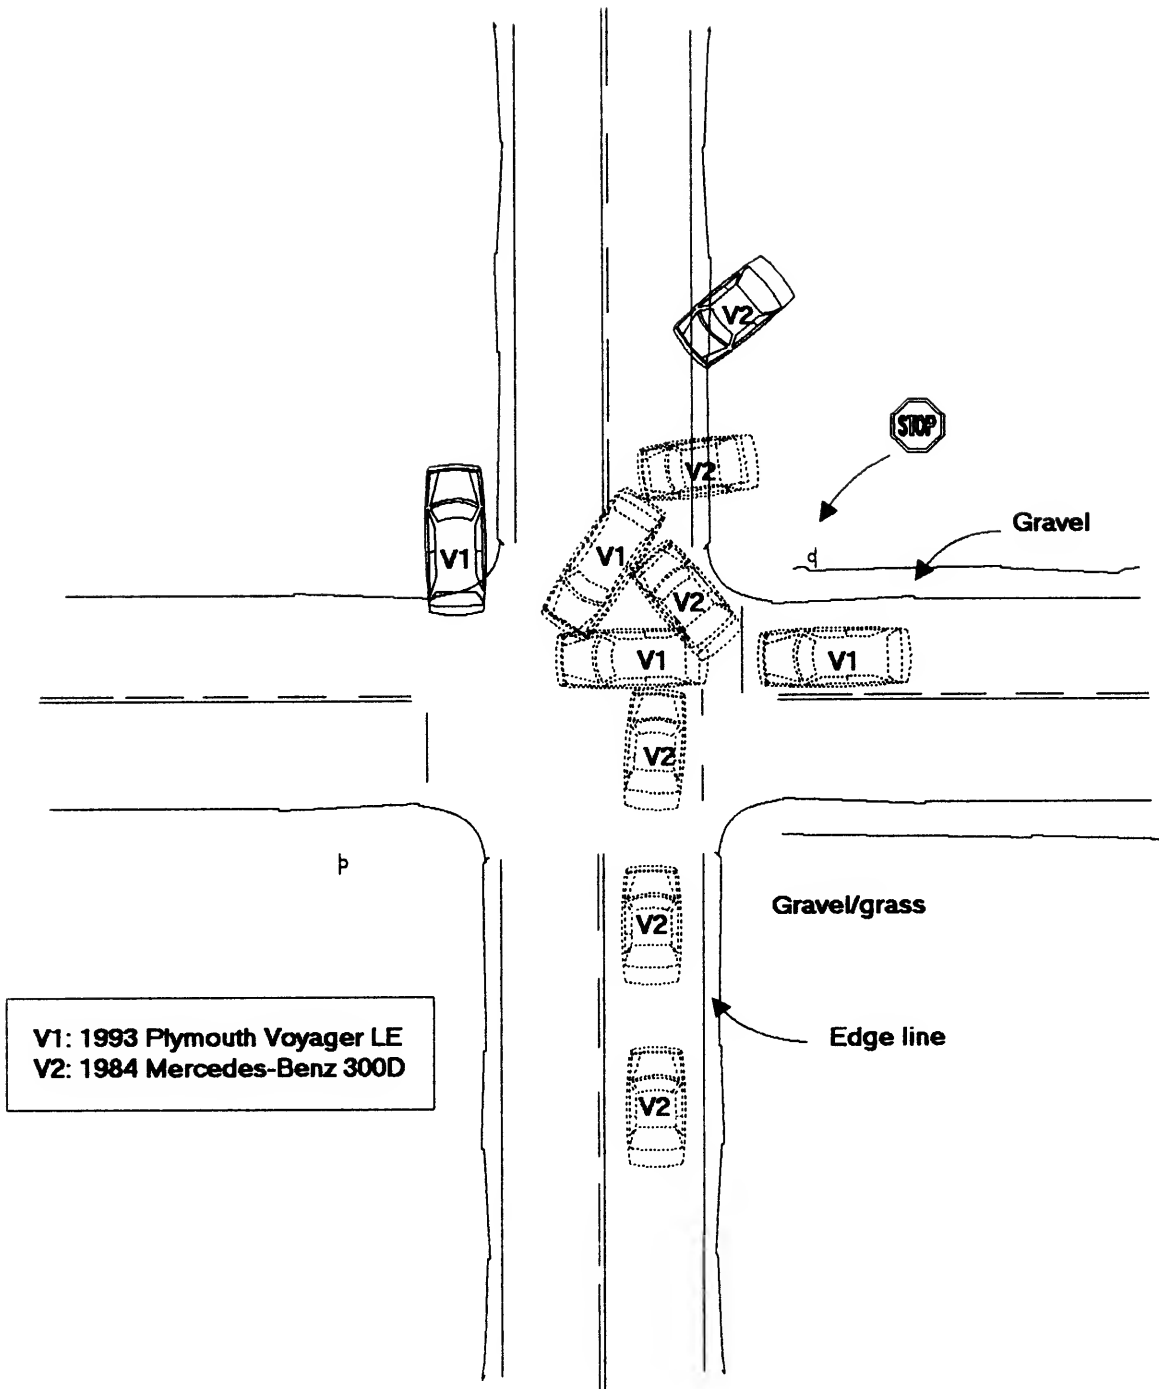 V2
STOP
V2
Gravel
V1
V1
V2
V1
V1
V2
V2
Gravel/grass
V1: 1993 Plymouth Voyager LE
V2: 1984 Mercedes-Benz 300D
Edge line
V2